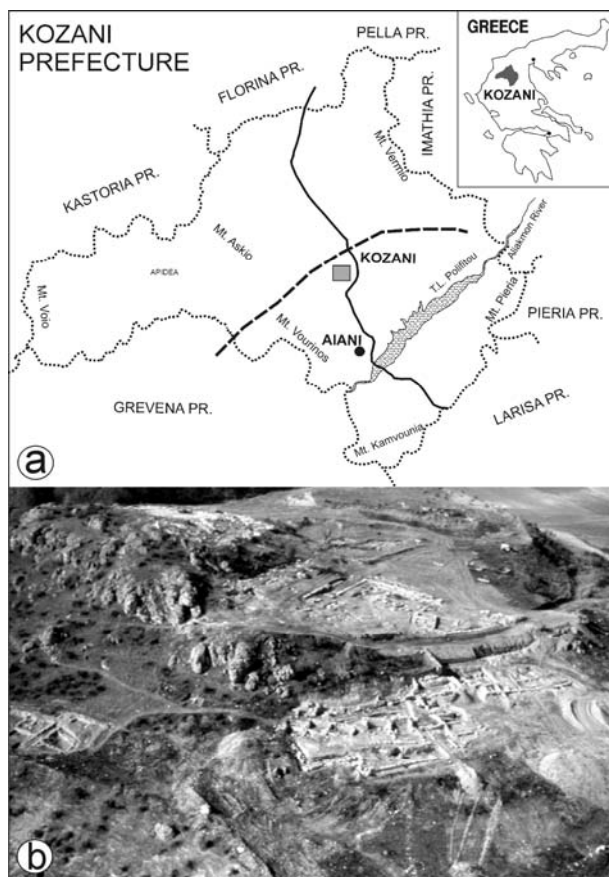 KOZANI
PREFECTURE
PELLA PR.
GREECE
KOZANI
FLORINA PR.
IMATHIA PR.
Mt. Vermio
KASTORIA PR.
Mt. Askio
Aliakmon River
KOZANI
T.L. Polifitou
APIDEA
Mt. Voio
Mt. Pieria
PIERIA PR.
Mt. Vourinos
AIANI
GREVENA PR.
LARISA PR.
Mt. Kamvounia
a
b